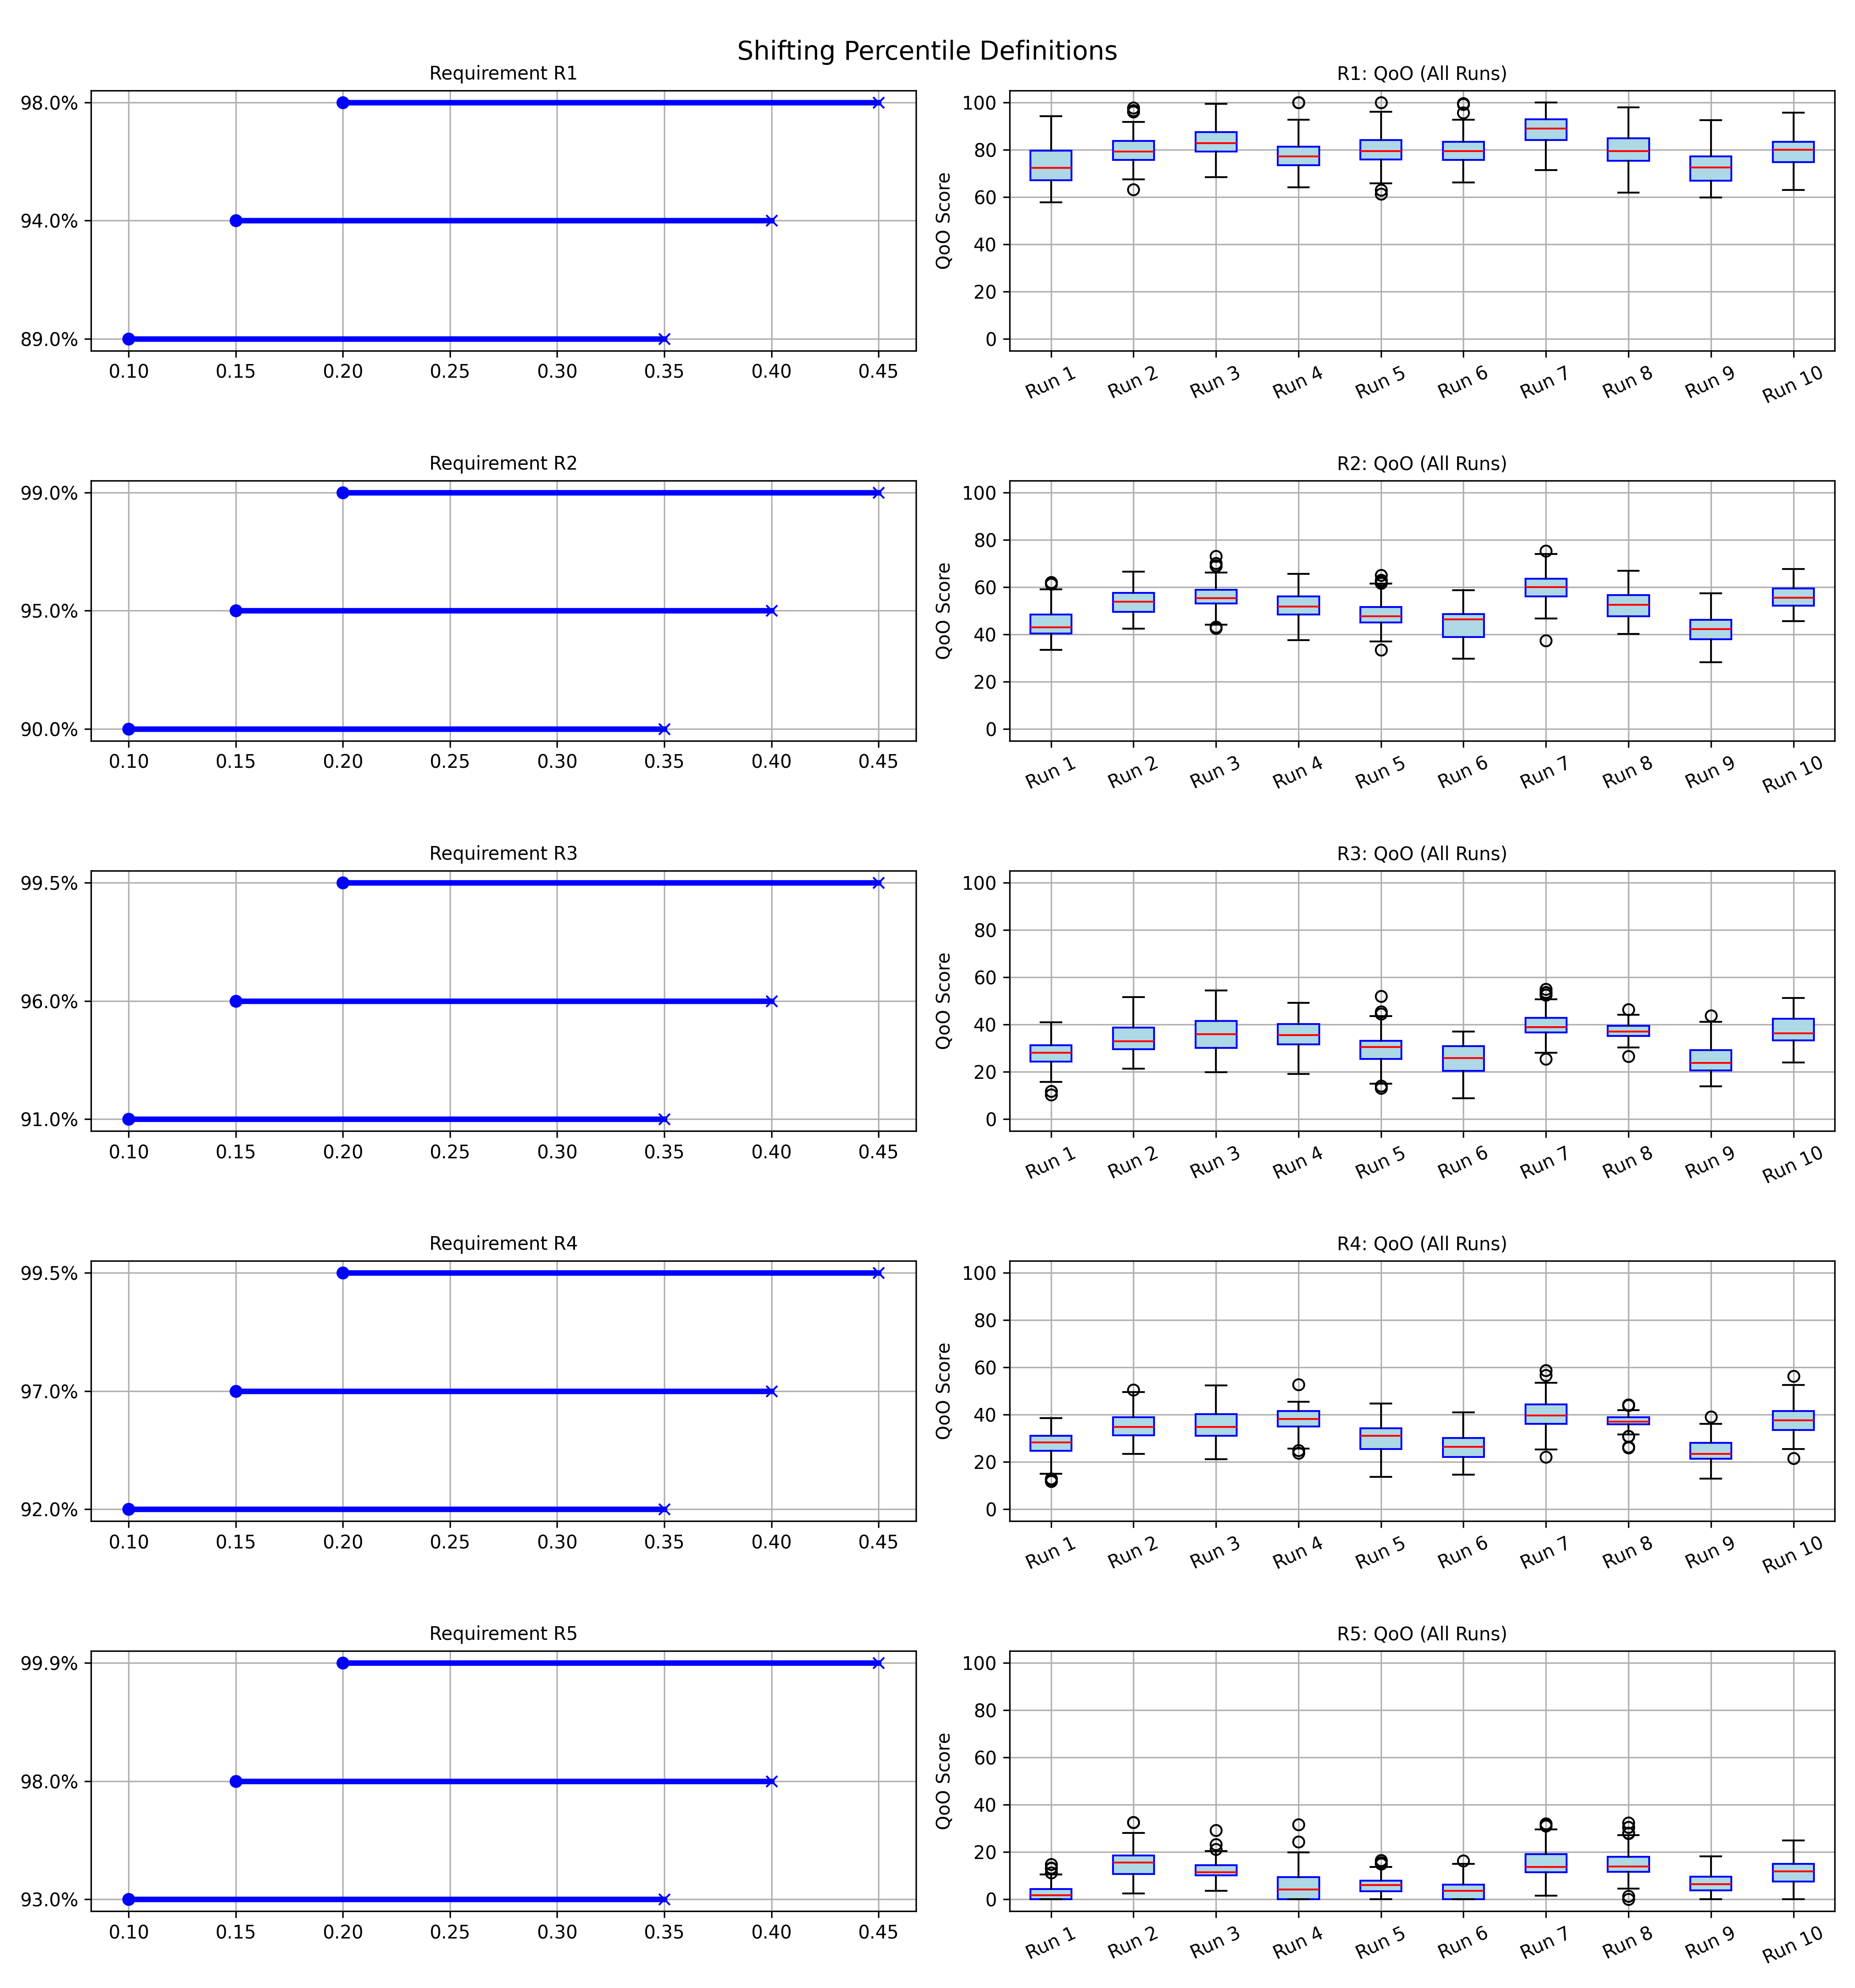 Shifting Percentile Definitions
Requirement R1
98.0%
94.0%
89.0%
0.10 0.15 0.20 0.25 0.30 0.35 0.40 0.45
R1: QoO (All Runs)
QoO Score
100
80
60
40
20
0
Run 1 Run 2 Run 3 Run 4 Run 5 Run 6 Run 7 Run 8 Run 9 Run 10
Requirement R2
99.0%
95.0%
90.0%
0.10 0.15 0.20 0.25 0.30 0.35 0.40 0.45
R2: QoO (All Runs)
QoO Score
100
80
60
40
20
0
Run 1 Run 2 Run 3 Run 4 Run 5 Run 6 Run 7 Run 8 Run 9 Run 10
Requirement R3
99.5%
96.0%
91.0%
0.10 0.15 0.20 0.25 0.30 0.35 0.40 0.45
R3: QoO (All Runs)
QoO Score
100
80
60
40
20
0
Run 1 Run 2 Run 3 Run 4 Run 5 Run 6 Run 7 Run 8 Run 9 Run 10
Requirement R4
99.5%
97.0%
92.0%
0.10 0.15 0.20 0.25 0.30 0.35 0.40 0.45
R4: QoO (All Runs)
QoO Score
100
80
60
40
20
0
Run 1 Run 2 Run 3 Run 4 Run 5 Run 6 Run 7 Run 8 Run 9 Run 10
Requirement R5
99.9%
98.0%
93.0%
0.10 0.15 0.20 0.25 0.30 0.35 0.40 0.45
R5: QoO (All Runs)
QoO Score
100
80
60
40
20
0
Run 1 Run 2 Run 3 Run 4 Run 5 Run 6 Run 7 Run 8 Run 9 Run 10